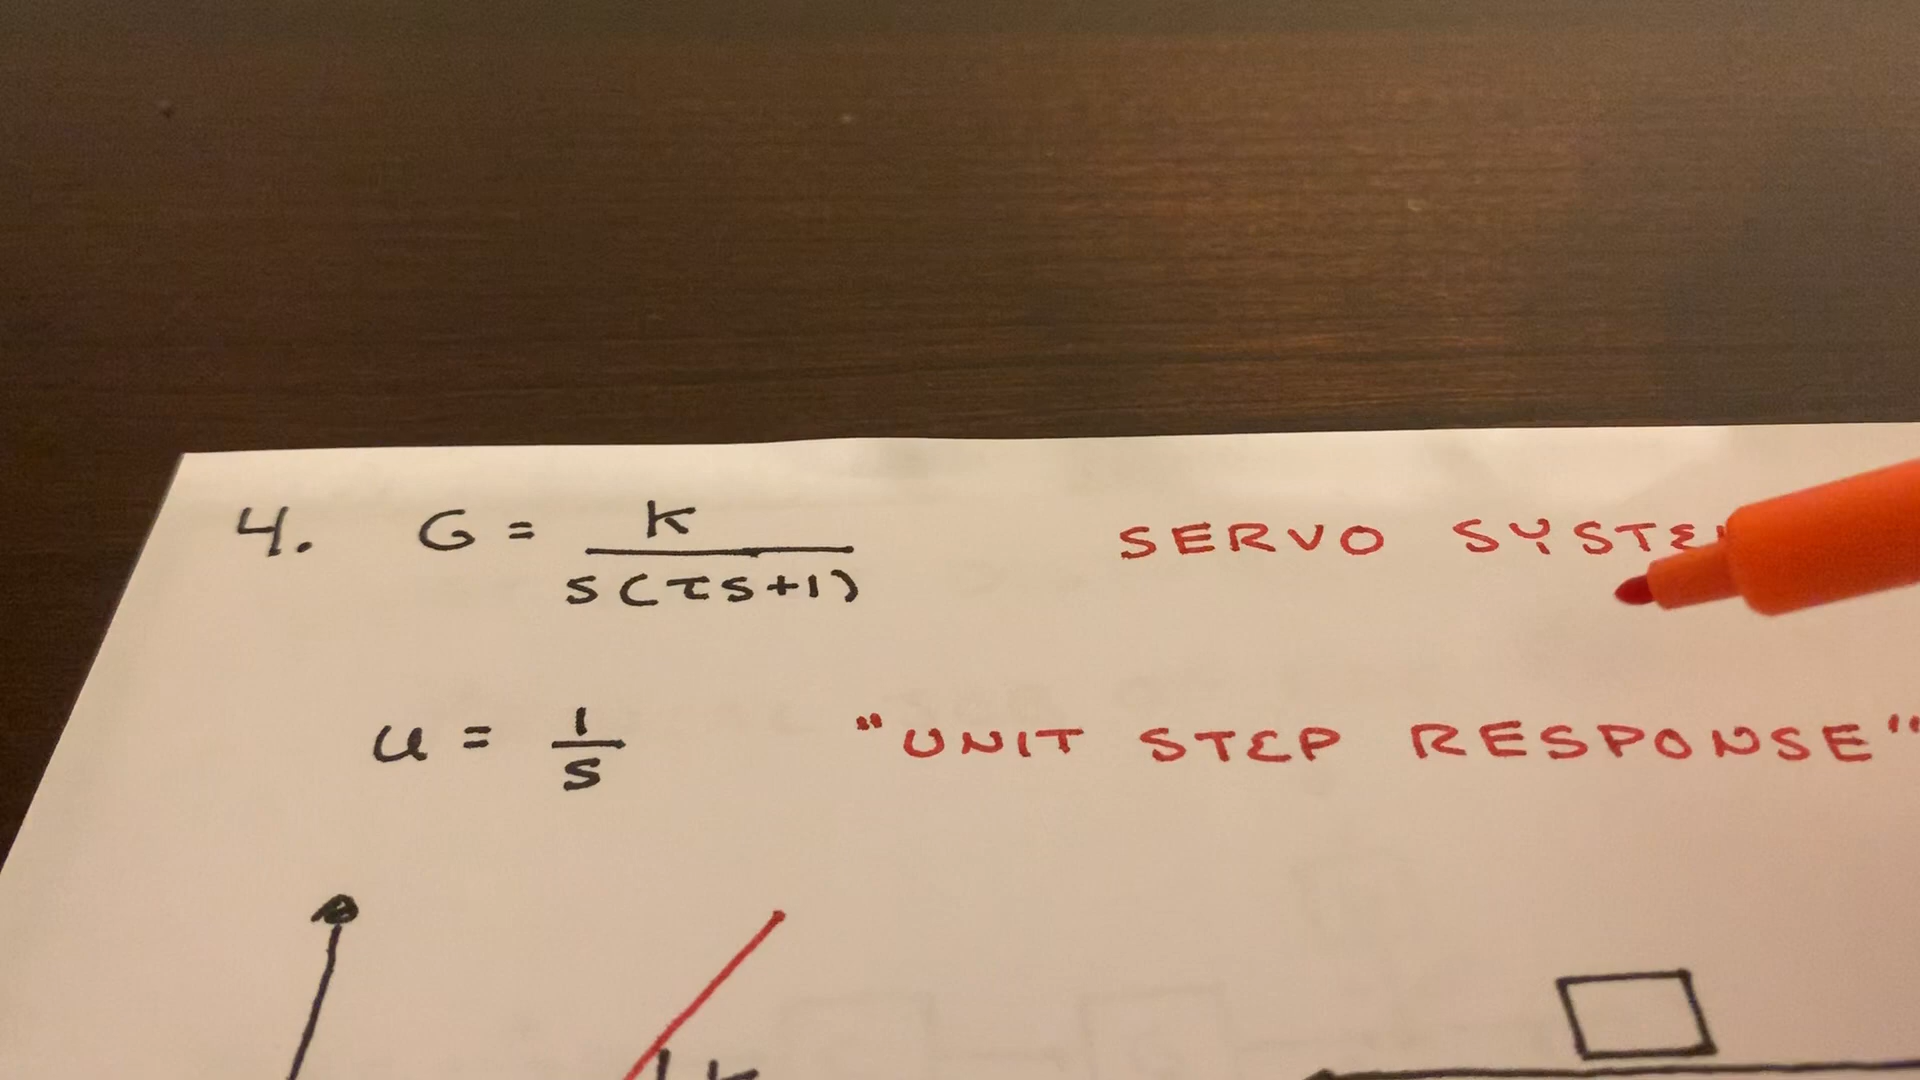 4. G = K / s(τs+1) SERVO SYSTE
u = 1/s "UNIT STEP RESPONSE"
K